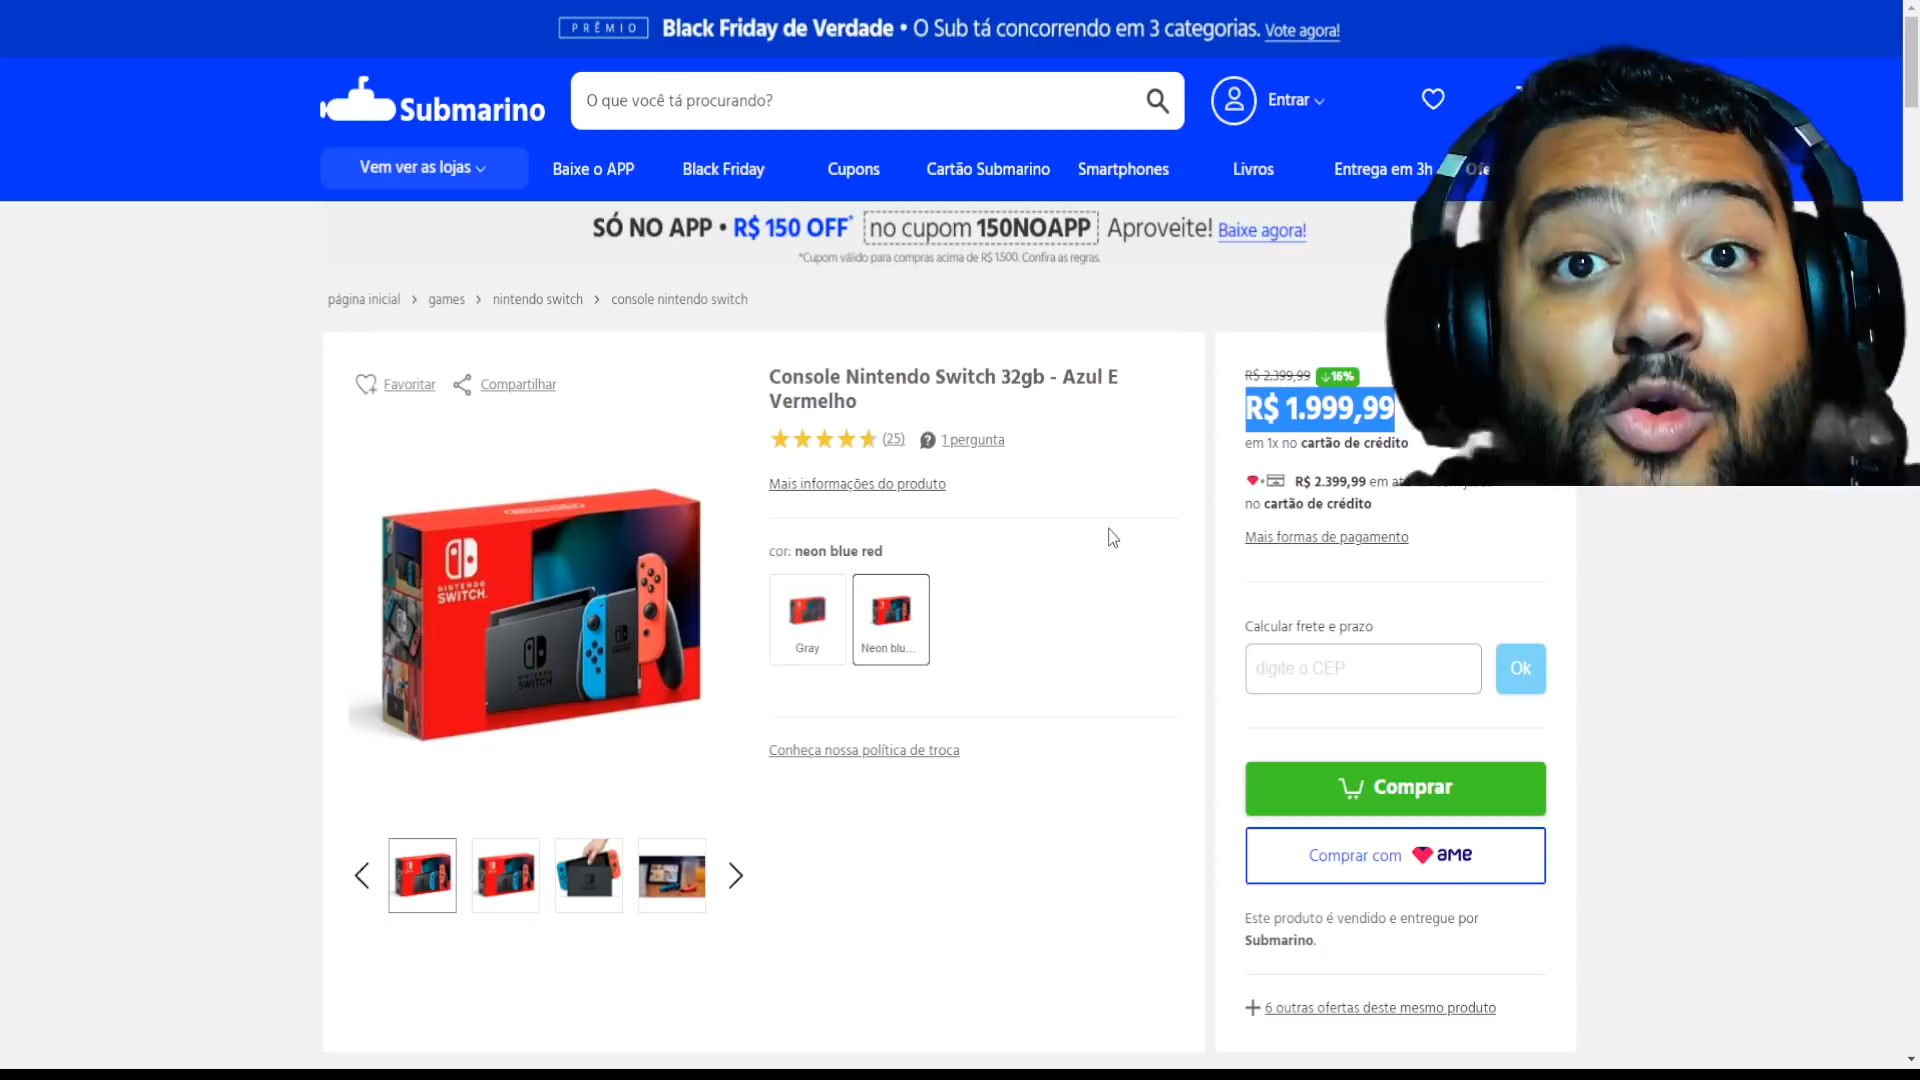 PRÊMIO Black Friday de Verdade • O Sub tá concorrendo em 3 categorias. Vote agora!
Submarino
O que você tá procurando?
Entrar
Vem ver as lojas
Baixe o APP
Black Friday
Cupons
Cartão Submarino
Smartphones
Livros
Entrega em 3h
SÓ NO APP • R$ 150 OFF* no cupom 150NOAPP Aproveite! Baixe agora!
*Cupom válido para compras acima de R$ 1.500. Confira as regras.
página inicial > games > nintendo switch > console nintendo switch
Favoritar
Compartilhar
Nintendo
NINTENDO
SWITCH.
NINTENDO
SWITCH
Console Nintendo Switch 32gb - Azul E
Vermelho
(25)
1 pergunta
Mais informações do produto
cor: neon blue red
Gray
Neon blu...
Conheça nossa política de troca
R$ 2.399,99 16%
R$ 1.999,99
em 1x no cartão de crédito
R$ 2.399,99 em
no cartão de crédito
Mais formas de pagamento
Calcular frete e prazo
digite o CEP
Ok
Comprar
Comprar com ame
Este produto é vendido e entregue por
Submarino.
6 outras ofertas deste mesmo produto